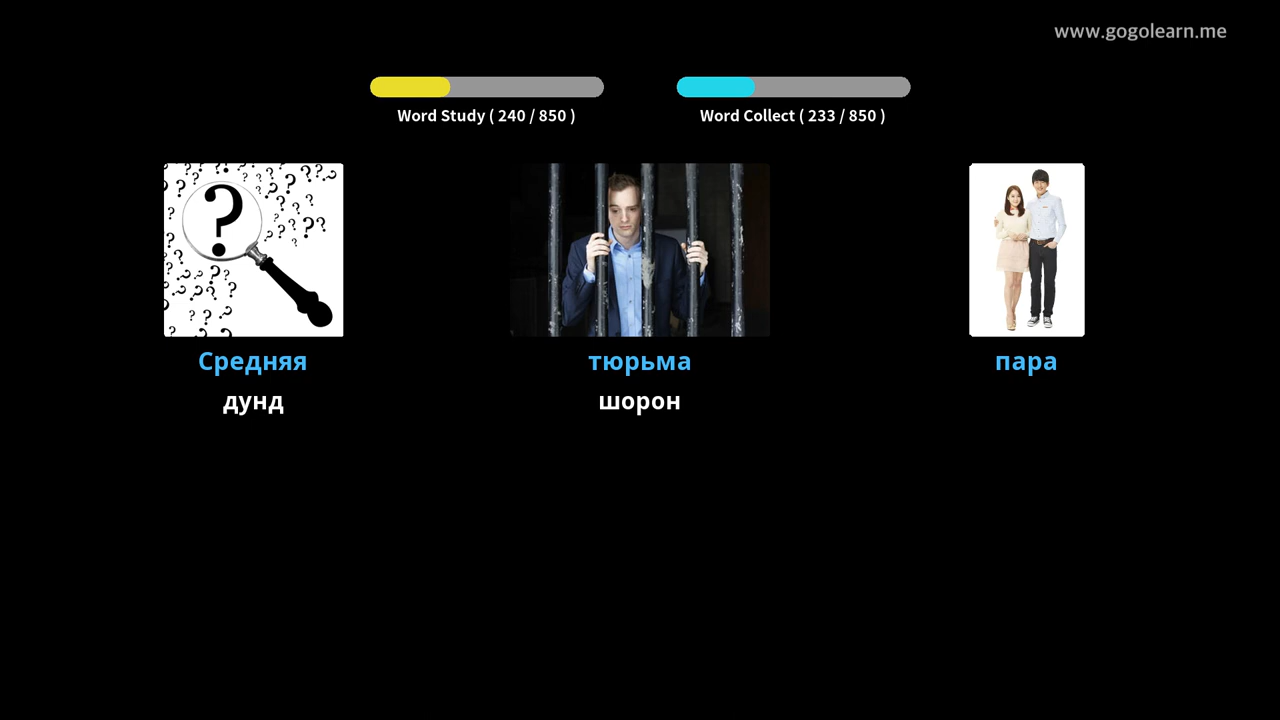 www.gogolearn.me
Word Study ( 240 / 850 )
Word Collect ( 233 / 850 )
Средняя
тюрьма
пара
дунд
шорон